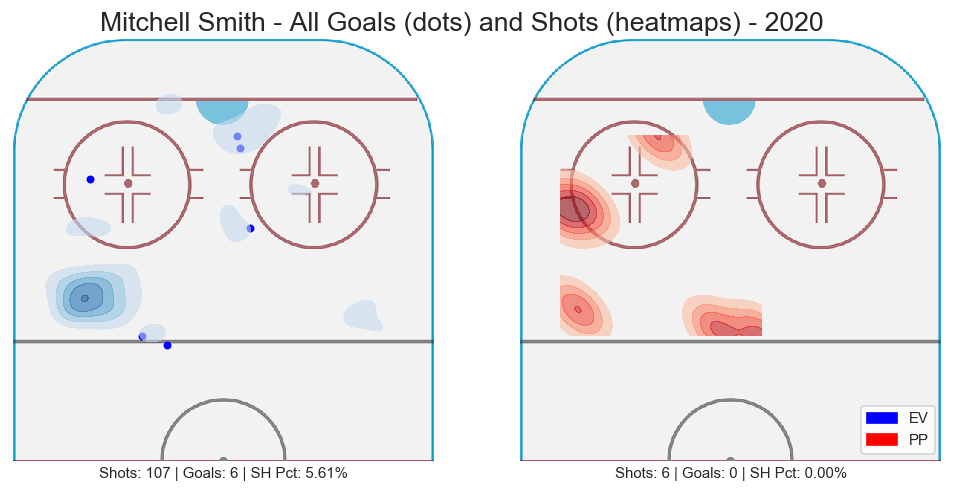 Mitchell Smith - All Goals (dots) and Shots (heatmaps) - 2020
EV
PP
Shots: 107 | Goals: 6 | SH Pct: 5.61%
Shots: 6 | Goals: 0 | SH Pct: 0.00%